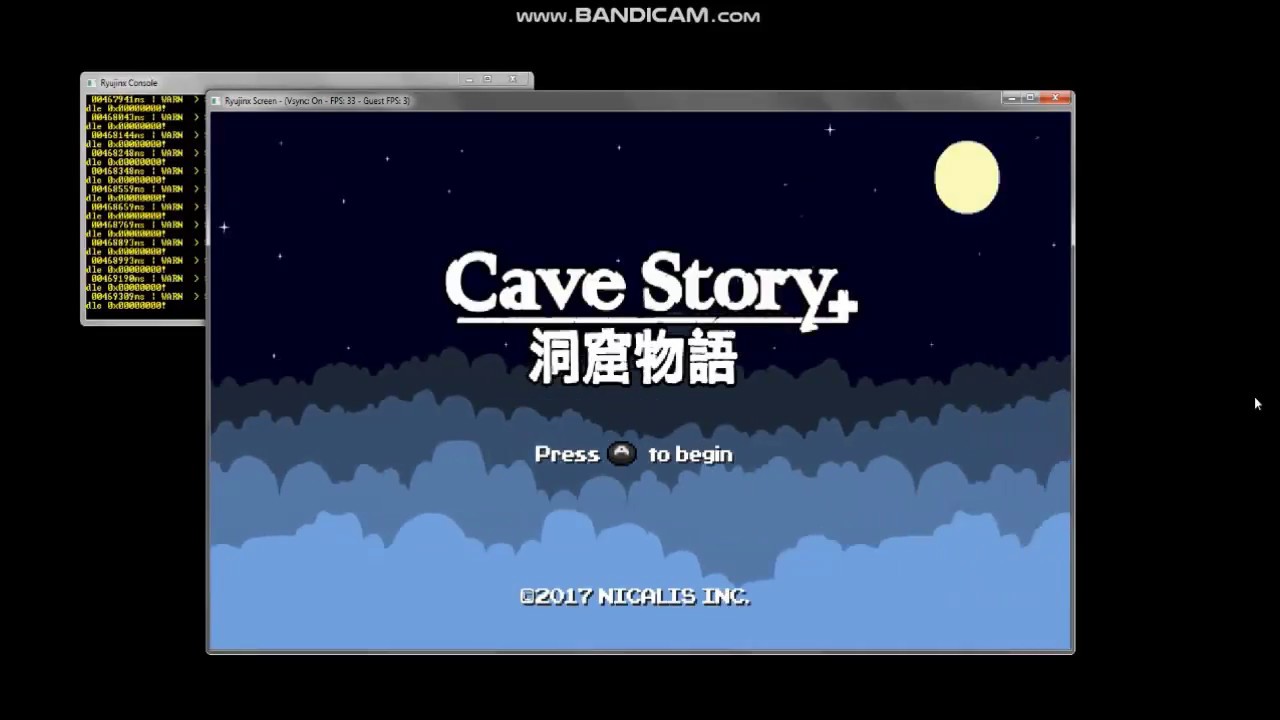 www.BANDICAM.com
Ryujinx Console
00467941ms | WARN >
dle 0x00000000!
00468043ms | WARN >
dle 0x00000000!
00468144ms | WARN >
dle 0x00000000!
00468248ms | WARN >
dle 0x00000000!
00468348ms | WARN >
dle 0x00000000!
00468559ms | WARN >
dle 0x00000000!
00468659ms | WARN >
dle 0x00000000!
00468769ms | WARN >
dle 0x00000000!
00468893ms | WARN >
dle 0x00000000!
00468993ms | WARN >
dle 0x00000000!
00469190ms | WARN >
dle 0x00000000!
00469309ms | WARN >
dle 0x00000000!
Ryujinx Screen - (Vsync: On - FPS: 33 - Guest FPS: 3)
Cave Story+
洞窟物語
Press A to begin
©2017 NICALIS INC.